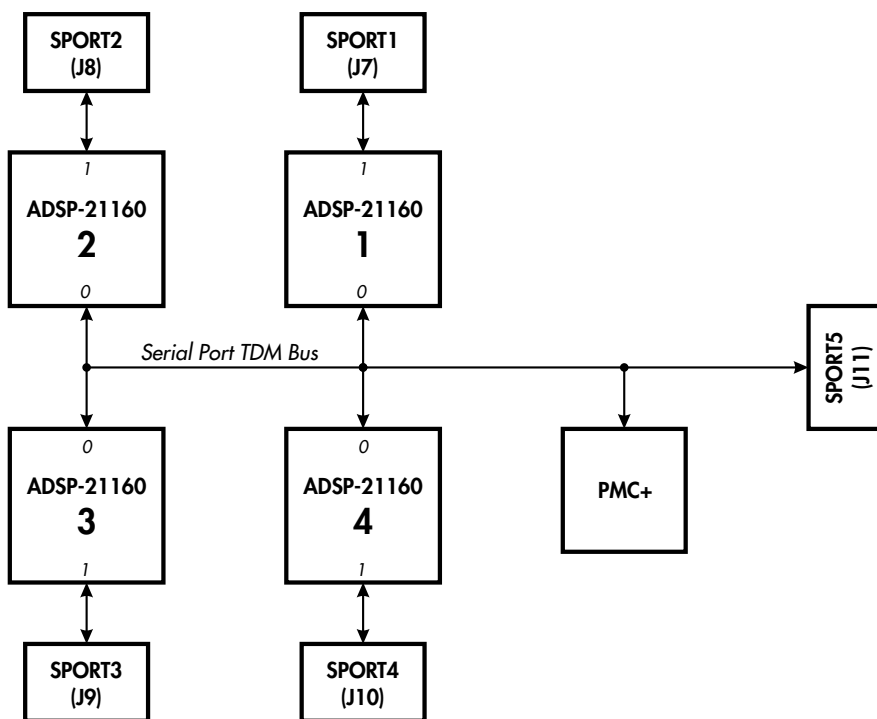 SPORT2
(J8)
SPORT1
(J7)
1
ADSP-21160
2
0
1
ADSP-21160
1
0
Serial Port TDM Bus
SPORT5
(J11)
0
ADSP-21160
3
1
0
ADSP-21160
4
1
PMC+
SPORT3
(J9)
SPORT4
(J10)